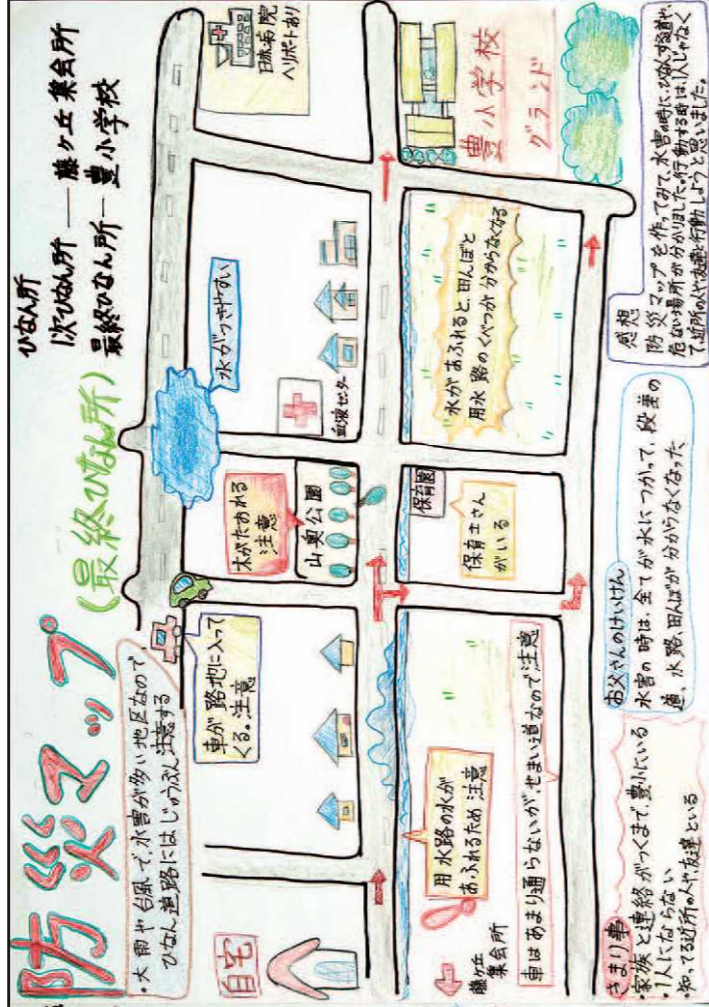 防災マップ
(最終ひなん所)
ひなん所
1次ひなん所 ― 藤ヶ丘集会所
最終ひなん所 ― 豊小学校
・大雨や台風で、水害が多い地区なので、
ひなん道路にはじゅうぶん注意する
自宅
車が路地に入って
くる。注意
木がたおれる
注意
山奥公園
水がつきやすい
血液センター
日赤病院
ヘリポートあり
藤ヶ丘
集会所
用水路の水が
あふれるため注意
車はあまり通らないが、せまい道なので注意
保育園
保育士さん
がいる
水があふれると、田んぼと
用水路のくべつが分からなくなる
豊小学校
グランド
きまり事
・家族と連絡がつくまで、豊小にいる
・1人にならない
知ってる近所の人や、友達といる
お父さんのけいけん
水害の時は、全てが水につかって、段差の
道、水路、田んぼが分からなくなった
感想
防災マップを作ってみて、水害の時に、ひなんする道や、
危ない場所が分かりました。行動する時は、1人じゃなく
て近所の人や、友達と行動しようと思いました。